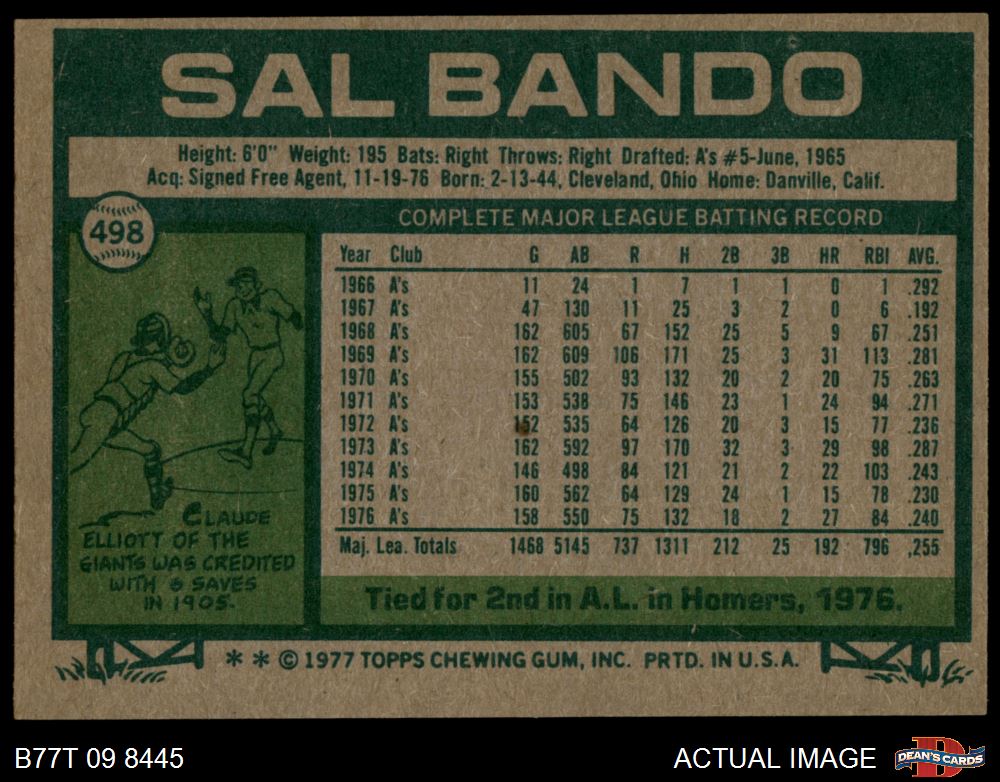 SAL BANDO
Height: 6'0" Weight: 195 Bats: Right Throws: Right Drafted: A's #5-June, 1965
Acq: Signed Free Agent, 11-19-76 Born: 2-13-44, Cleveland, Ohio Home: Danville, Calif.
498
COMPLETE MAJOR LEAGUE BATTING RECORD
Year Club G AB R H 2B 3B HR RBI AVG.
1966 A's 11 24 1 7 1 1 0 1 .292
1967 A's 47 130 11 25 3 2 0 6 .192
1968 A's 162 605 67 152 25 5 9 67 .251
1969 A's 162 609 106 171 25 3 31 113 .281
1970 A's 155 502 93 132 20 2 20 75 .263
1971 A's 153 538 75 146 23 1 24 94 .271
1972 A's 152 535 64 126 20 3 15 77 .236
1973 A's 162 592 97 170 32 3 29 98 .287
1974 A's 146 498 84 121 21 2 22 103 .243
1975 A's 160 562 64 129 24 1 15 78 .230
1976 A's 158 550 75 132 18 2 27 84 .240
Maj. Lea. Totals 1468 5145 737 1311 212 25 192 796 .255
CLAUDE
ELLIOTT OF THE
GIANTS WAS CREDITED
WITH 6 SAVES
IN 1905.
Tied for 2nd in A.L. in Homers, 1976.
* * © 1977 TOPPS CHEWING GUM, INC. PRTD. IN U.S.A.
B77T 09 8445
ACTUAL IMAGE
D
DEAN'S CARDS